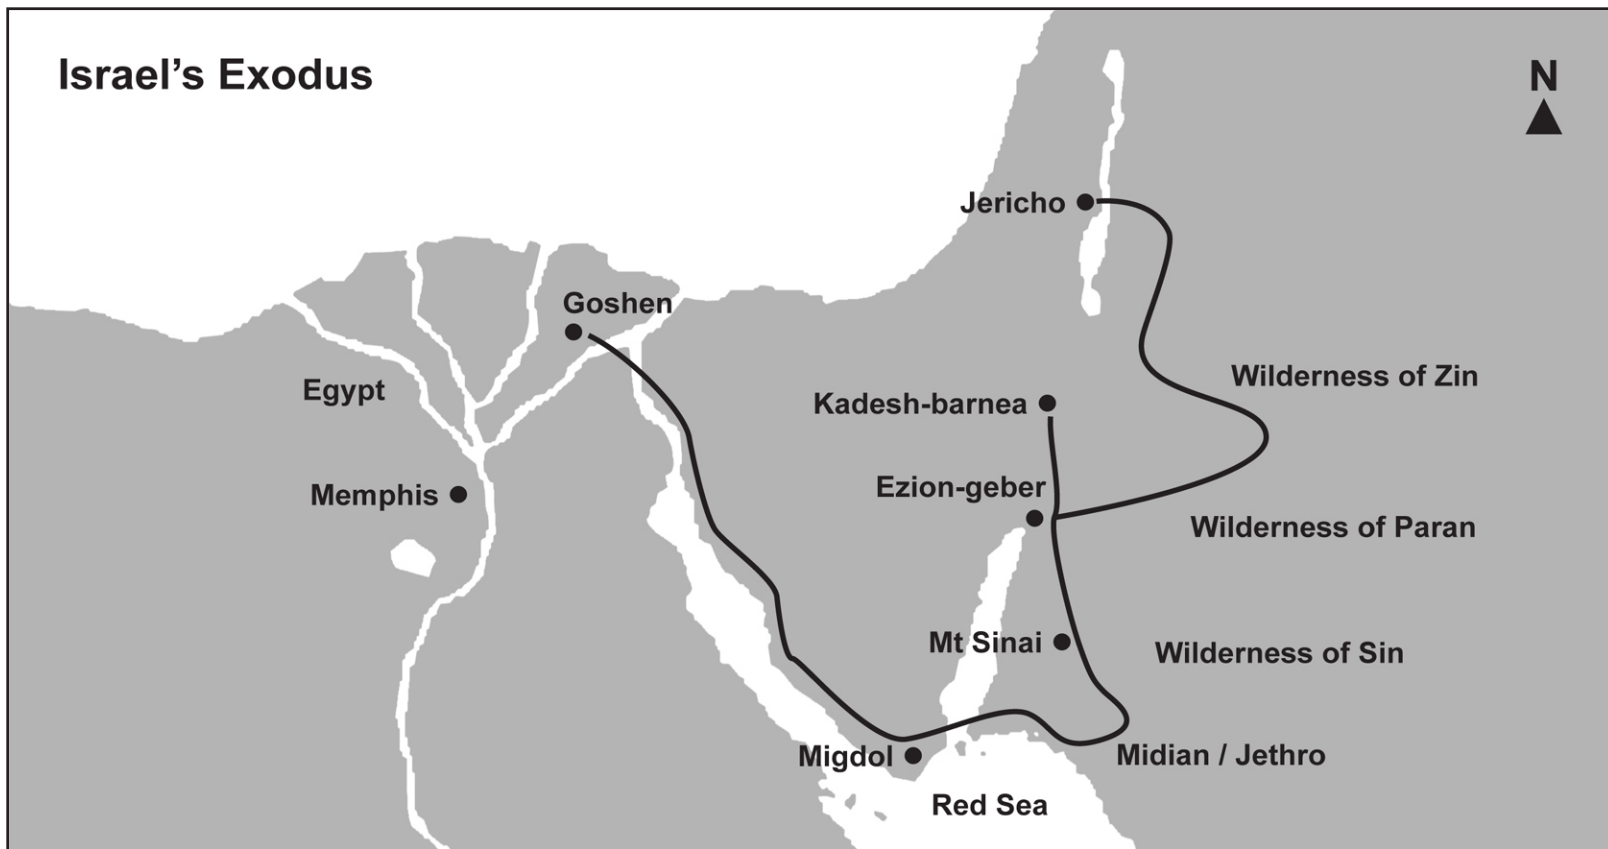 Israel's Exodus
N
Jericho
Goshen
Egypt
Wilderness of Zin
Kadesh-barnea
Ezion-geber
Memphis
Wilderness of Paran
Mt Sinai
Wilderness of Sin
Migdol
Midian / Jethro
Red Sea